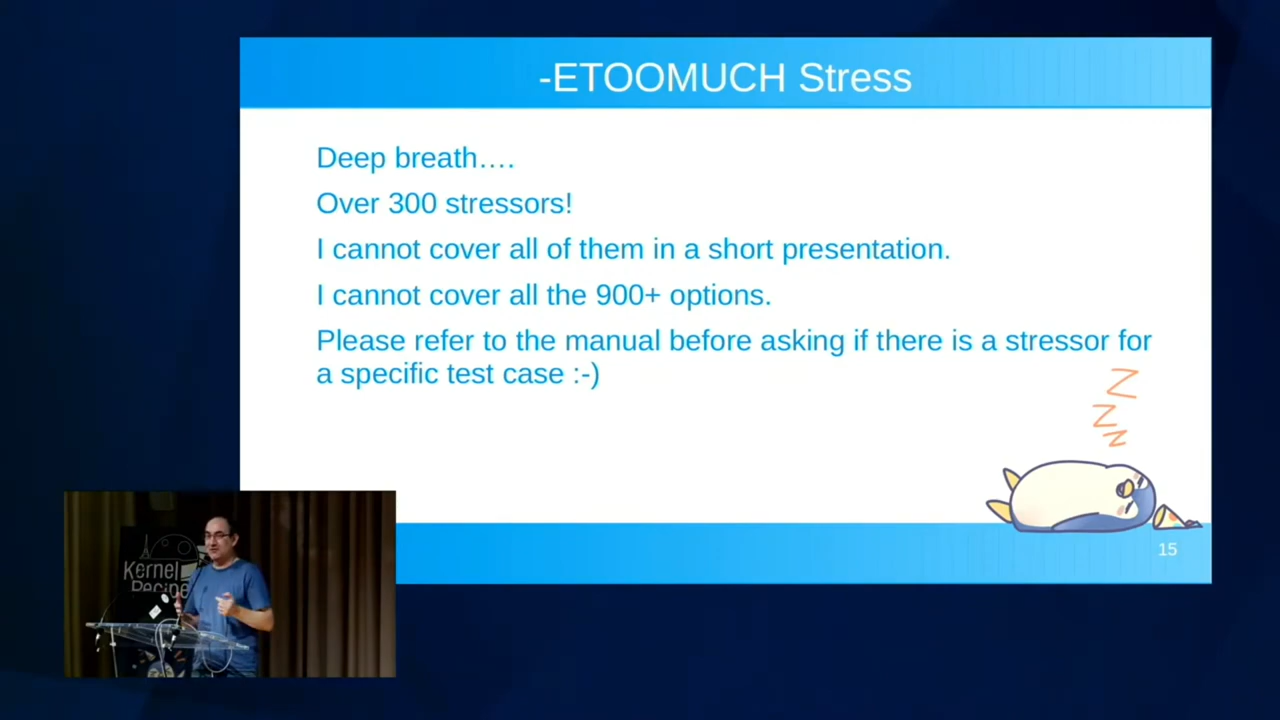 -ETOOMUCH Stress
Deep breath….
Over 300 stressors!
I cannot cover all of them in a short presentation.
I cannot cover all the 900+ options.
Please refer to the manual before asking if there is a stressor for
a specific test case :-)
Z
Z
Z
15
Kernel
Recipe